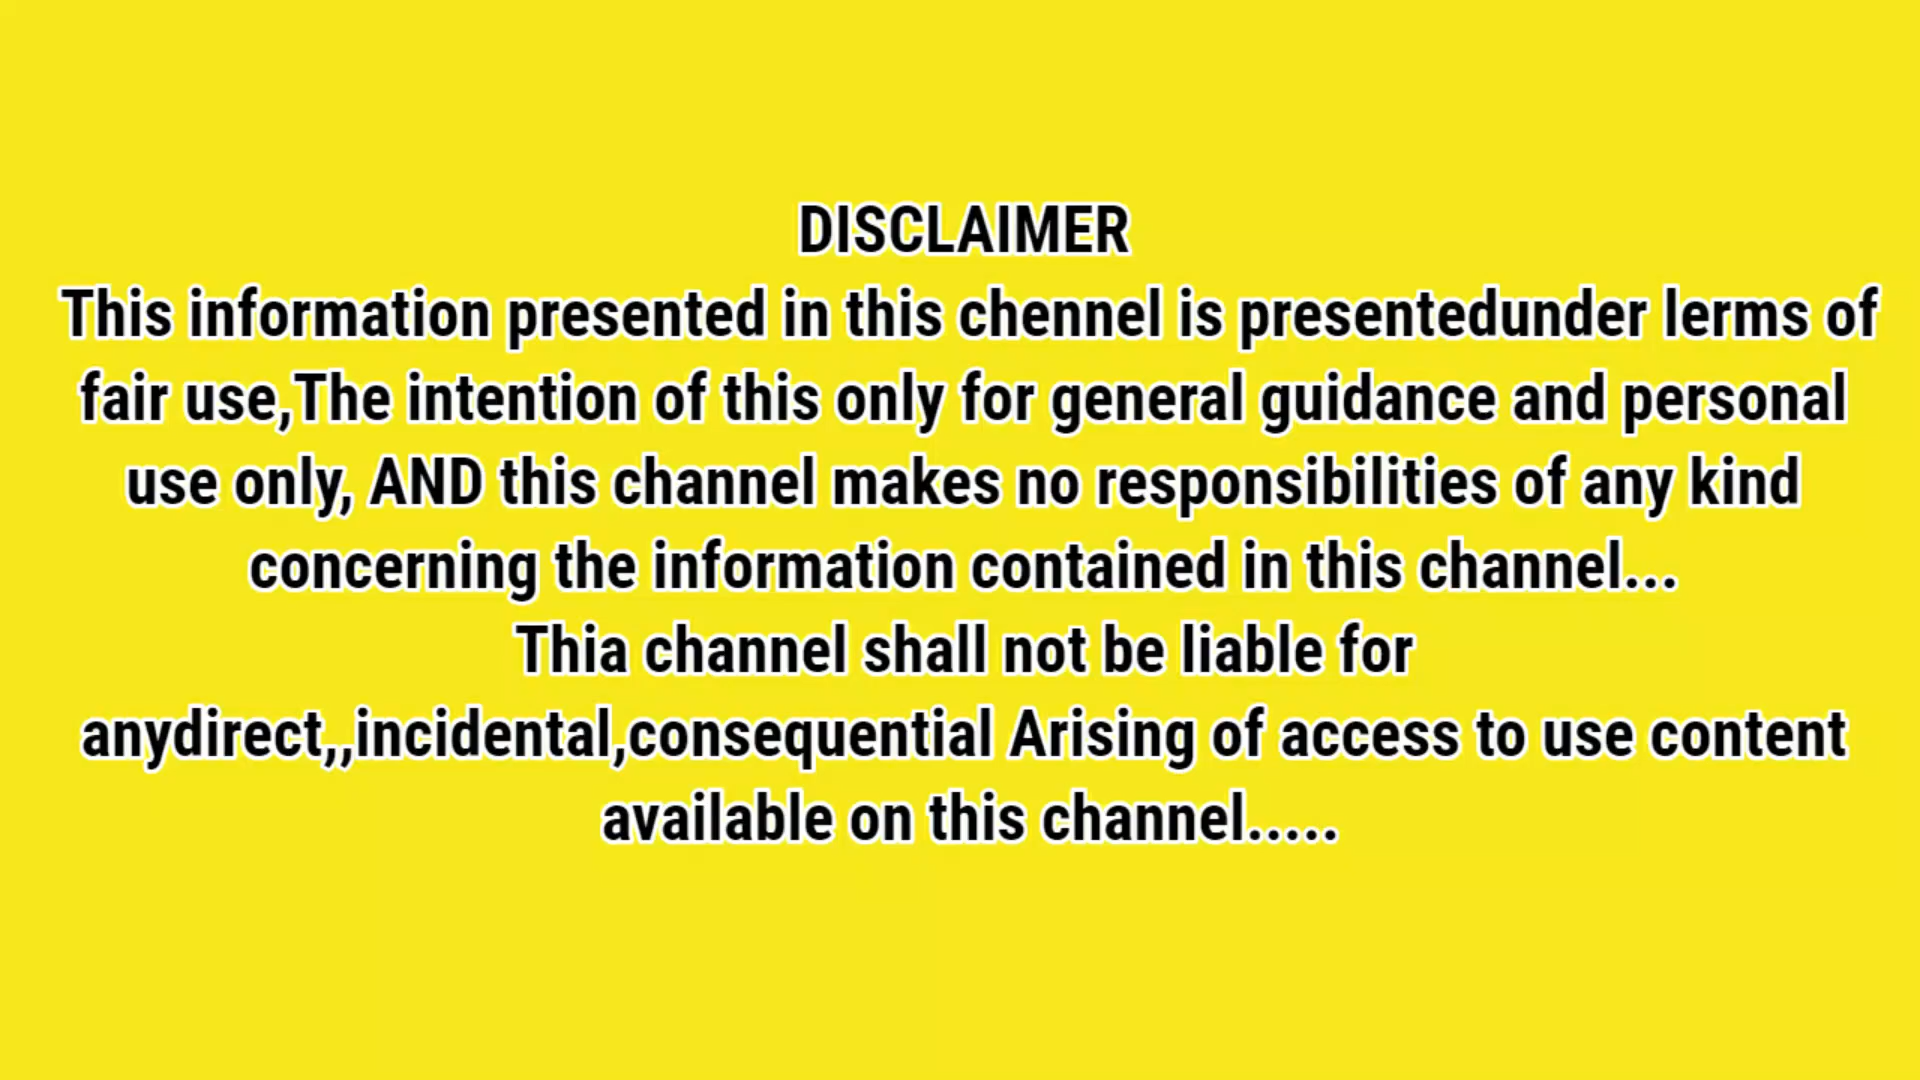 DISCLAIMER
This information presented in this chennel is presentedunder lerms of
fair use,The intention of this only for general guidance and personal
use only, AND this channel makes no responsibilities of any kind
concerning the information contained in this channel...
Thia channel shall not be liable for
anydirect,,incidental,consequential Arising of access to use content
available on this channel.....